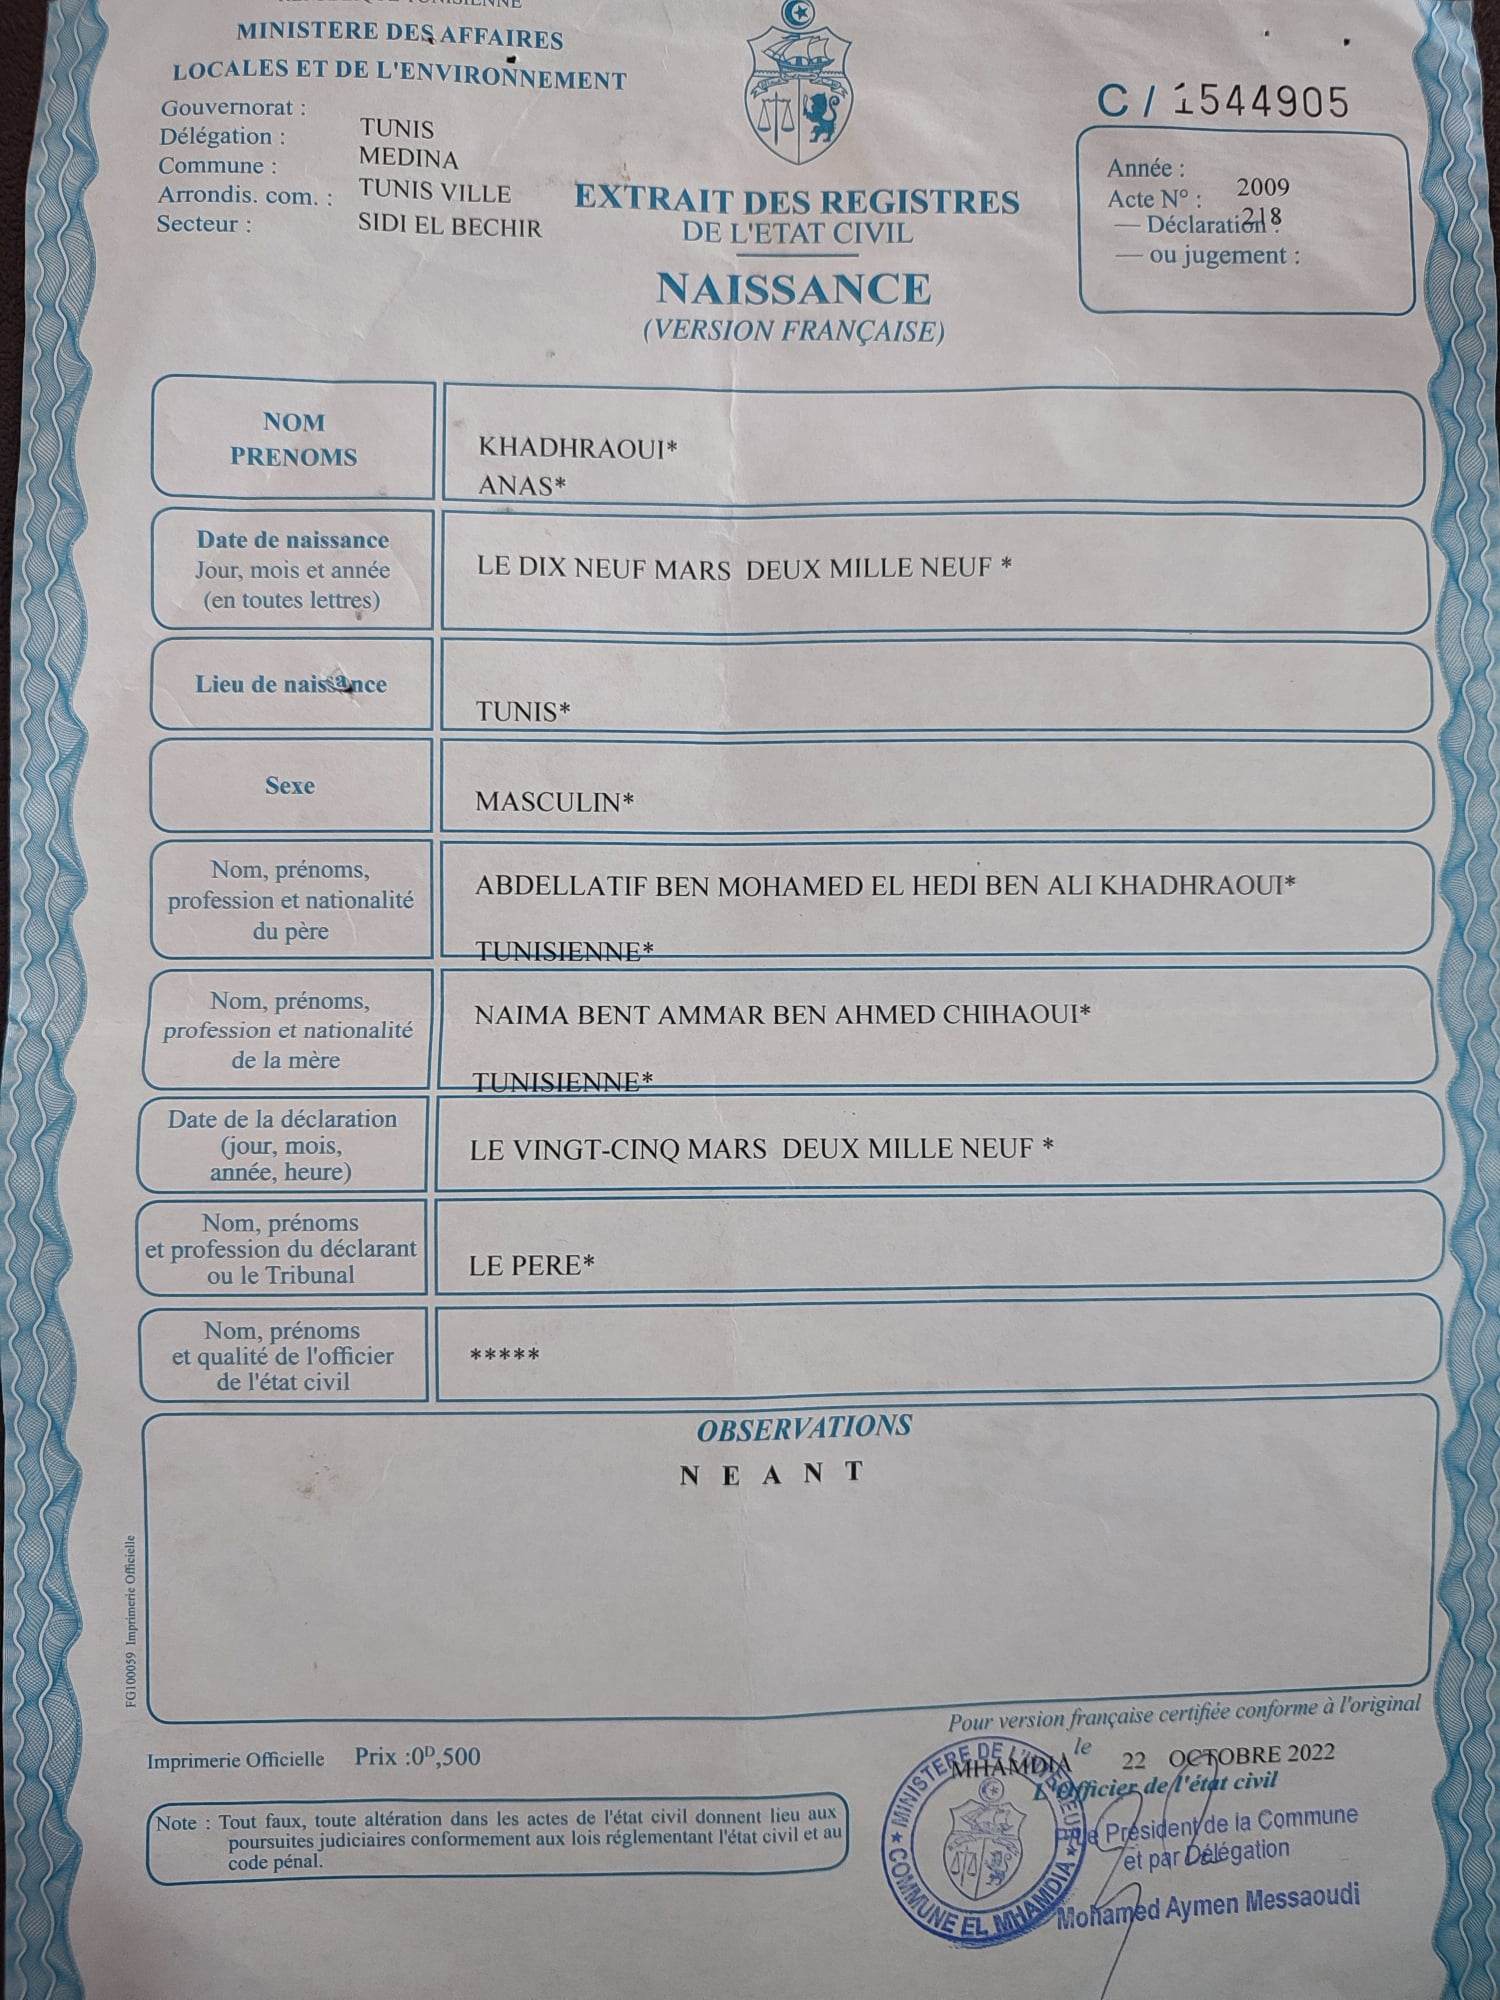 REPUBLIQUE TUNISIENNE
MINISTERE DES AFFAIRES
LOCALES ET DE L'ENVIRONNEMENT
Gouvernorat :
Délégation : TUNIS
Commune : MEDINA
Arrondis. com. : TUNIS VILLE
Secteur : SIDI EL BECHIR
C / 1544905
Année : 2009
Acte N° : 218
— Déclaration :
— ou jugement :
EXTRAIT DES REGISTRES
DE L'ETAT CIVIL
NAISSANCE
(VERSION FRANÇAISE)
NOM
PRENOMS
KHADHRAOUI*
ANAS*
Date de naissance
Jour, mois et année
(en toutes lettres)
LE DIX NEUF MARS DEUX MILLE NEUF *
Lieu de naissance
TUNIS*
Sexe
MASCULIN*
Nom, prénoms,
profession et nationalité
du père
ABDELLATIF BEN MOHAMED EL HEDI BEN ALI KHADHRAOUI*
TUNISIENNE*
Nom, prénoms,
profession et nationalité
de la mère
NAIMA BENT AMMAR BEN AHMED CHIHAOUI*
TUNISIENNE*
Date de la déclaration
(jour, mois,
année, heure)
LE VINGT-CINQ MARS DEUX MILLE NEUF *
Nom, prénoms
et profession du déclarant
ou le Tribunal
LE PERE*
Nom, prénoms
et qualité de l'officier
de l'état civil
*****
OBSERVATIONS
N E A N T
FG100059 Imprimerie Officielle
Pour version française certifiée conforme à l'original
MHAMDIA le 22 OCTOBRE 2022
L'Officier de l'état civil
Imprimerie Officielle Prix :0D,500
Note : Tout faux, toute altération dans les actes de l'état civil donnent lieu aux
poursuites judiciaires conformement aux lois réglementant l'état civil et au
code pénal.
MINISTERE DE L'INTERIEUR
COMMUNE EL MHAMDIA
P/Le Président de la Commune
et par Délégation
Mohamed Aymen Messaoudi